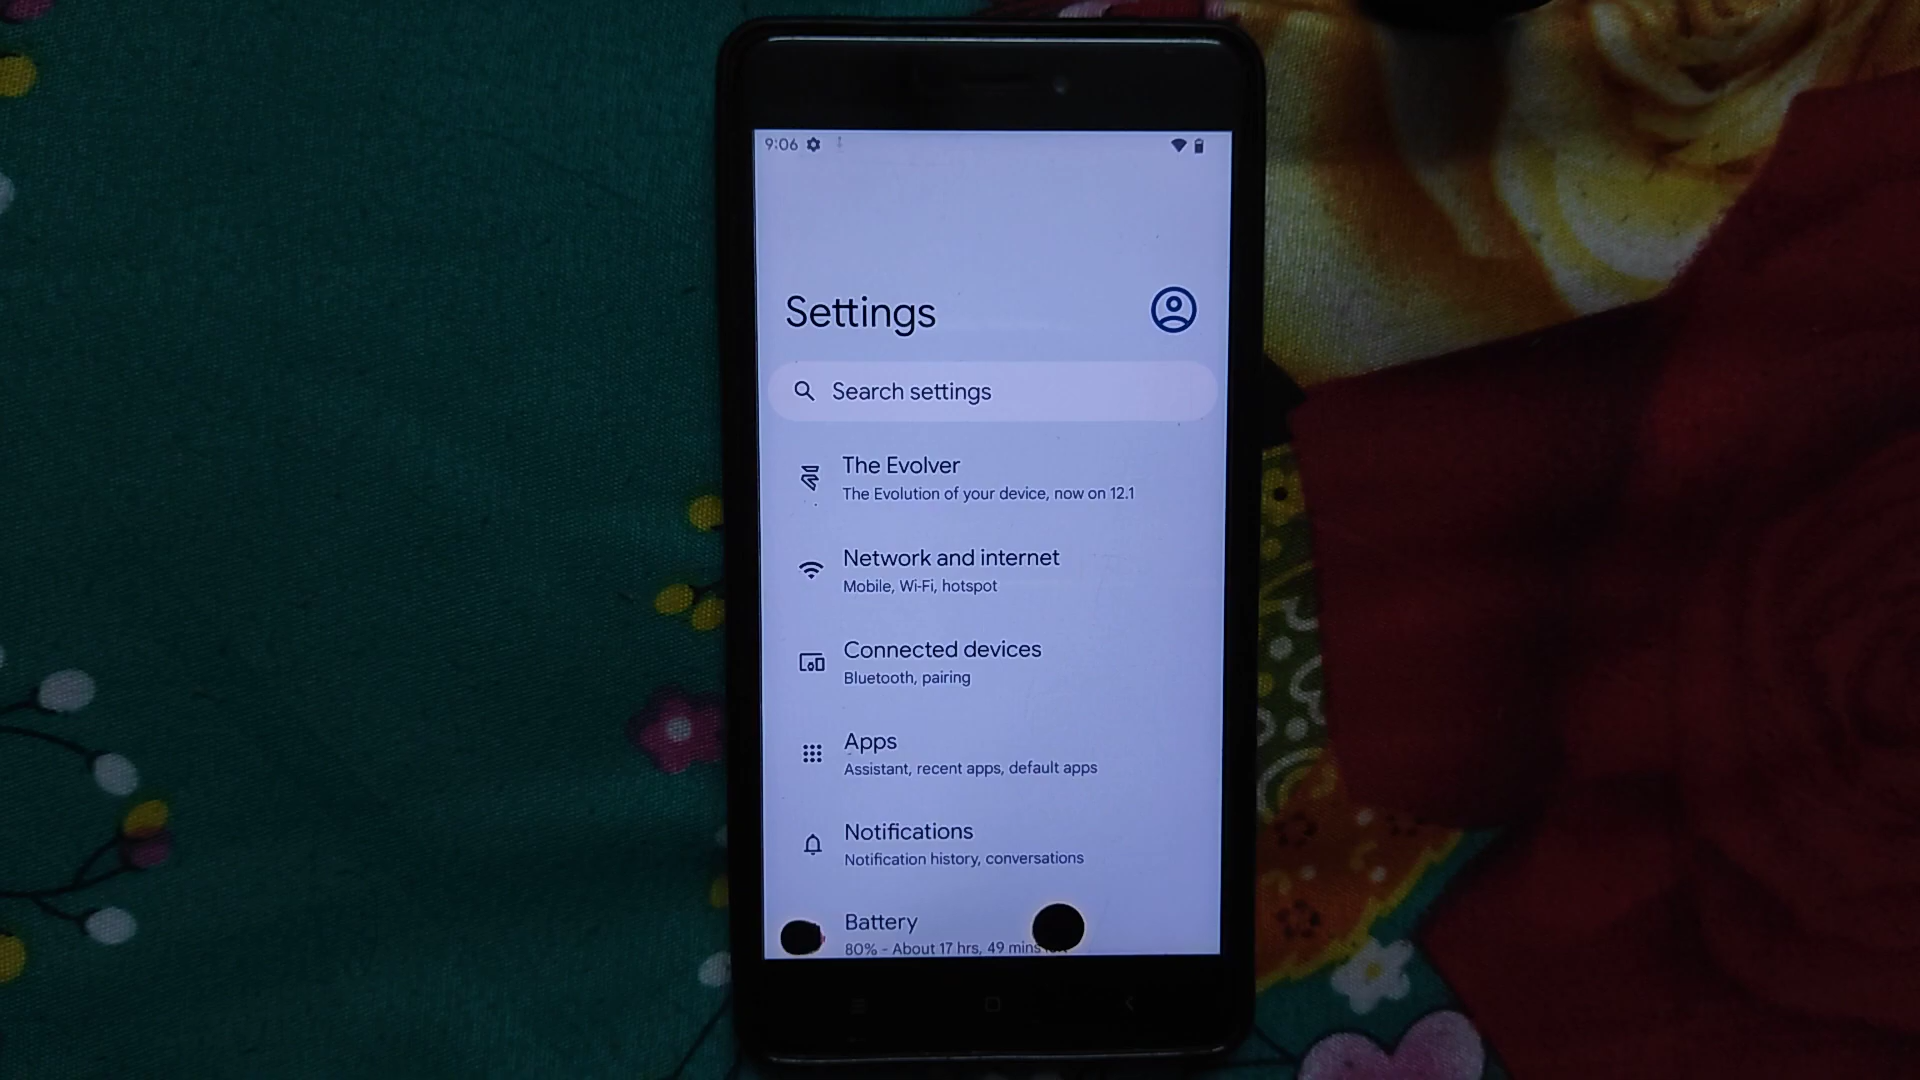 9:06
Settings
Search settings
The Evolver
The Evolution of your device, now on 12.1
Network and internet
Mobile, Wi-Fi, hotspot
Connected devices
Bluetooth, pairing
Apps
Assistant, recent apps, default apps
Notifications
Notification history, conversations
Battery
80% - About 17 hrs, 49 mins